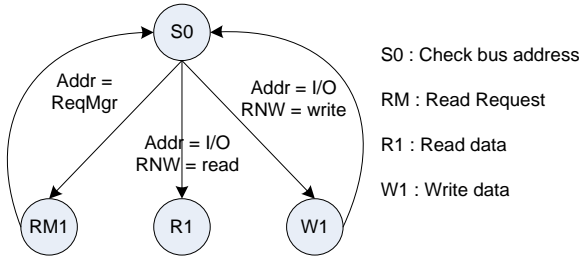 S0
S0 : Check bus address
Addr =
ReqMgr
Addr = I/O
RNW = write
RM : Read Request
Addr = I/O
RNW = read
R1 : Read data
W1 : Write data
RM1
R1
W1